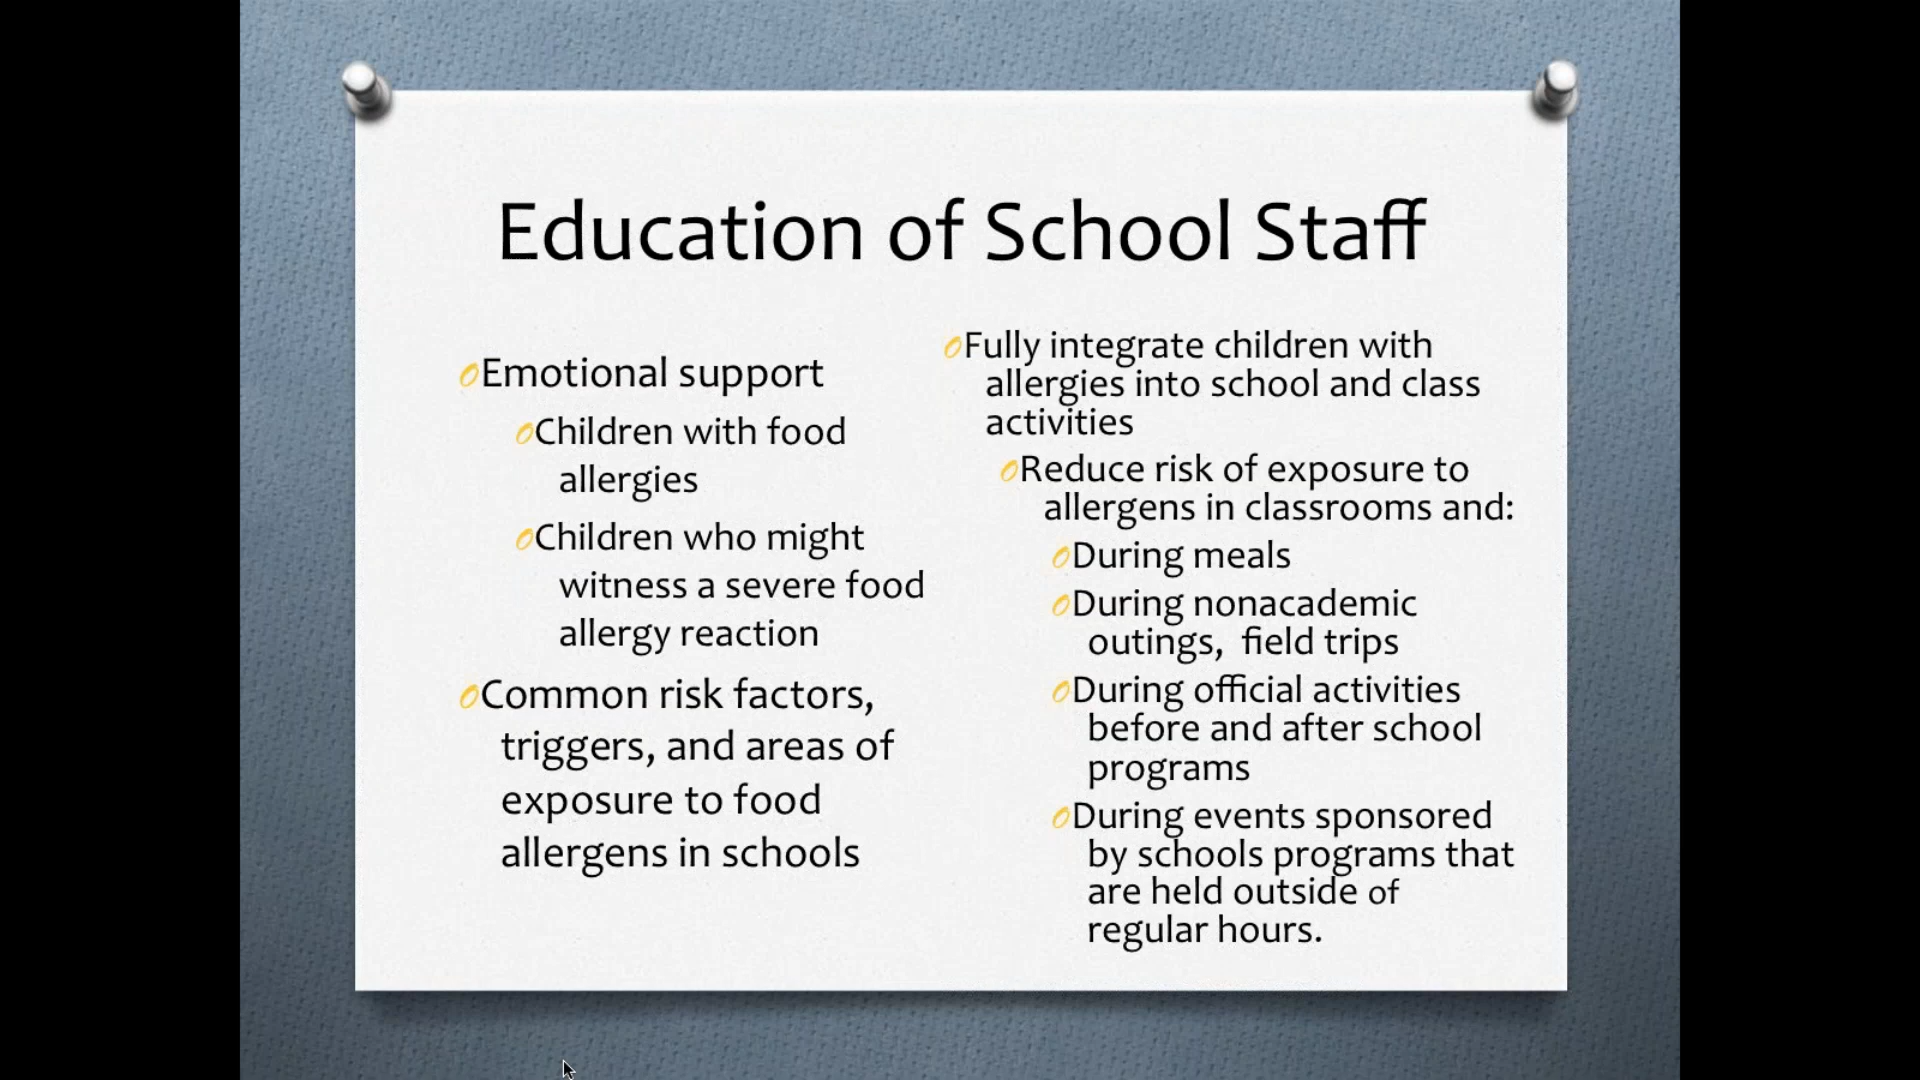 Education of School Staff
Emotional support
Children with food
allergies
Children who might
witness a severe food
allergy reaction
Common risk factors,
triggers, and areas of
exposure to food
allergens in schools
Fully integrate children with
allergies into school and class
activities
Reduce risk of exposure to
allergens in classrooms and:
During meals
During nonacademic
outings,  field trips
During official activities
before and after school
programs
During events sponsored
by schools programs that
are held outside of
regular hours.